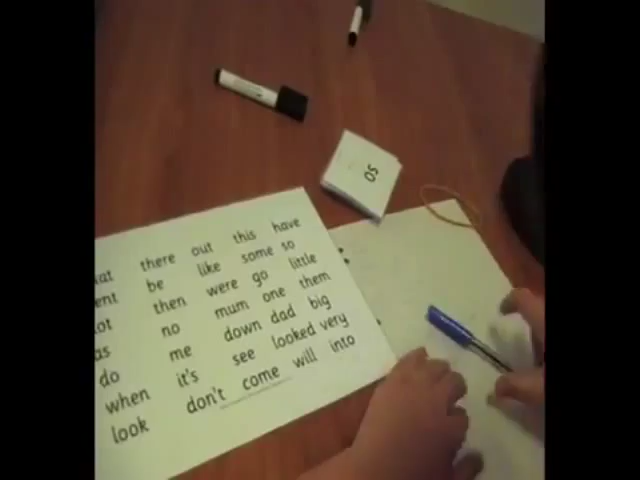 so
there out this have
be like some so
then were go little
as no mum one them
do me down dad big
when it's see looked very
look don't come will into